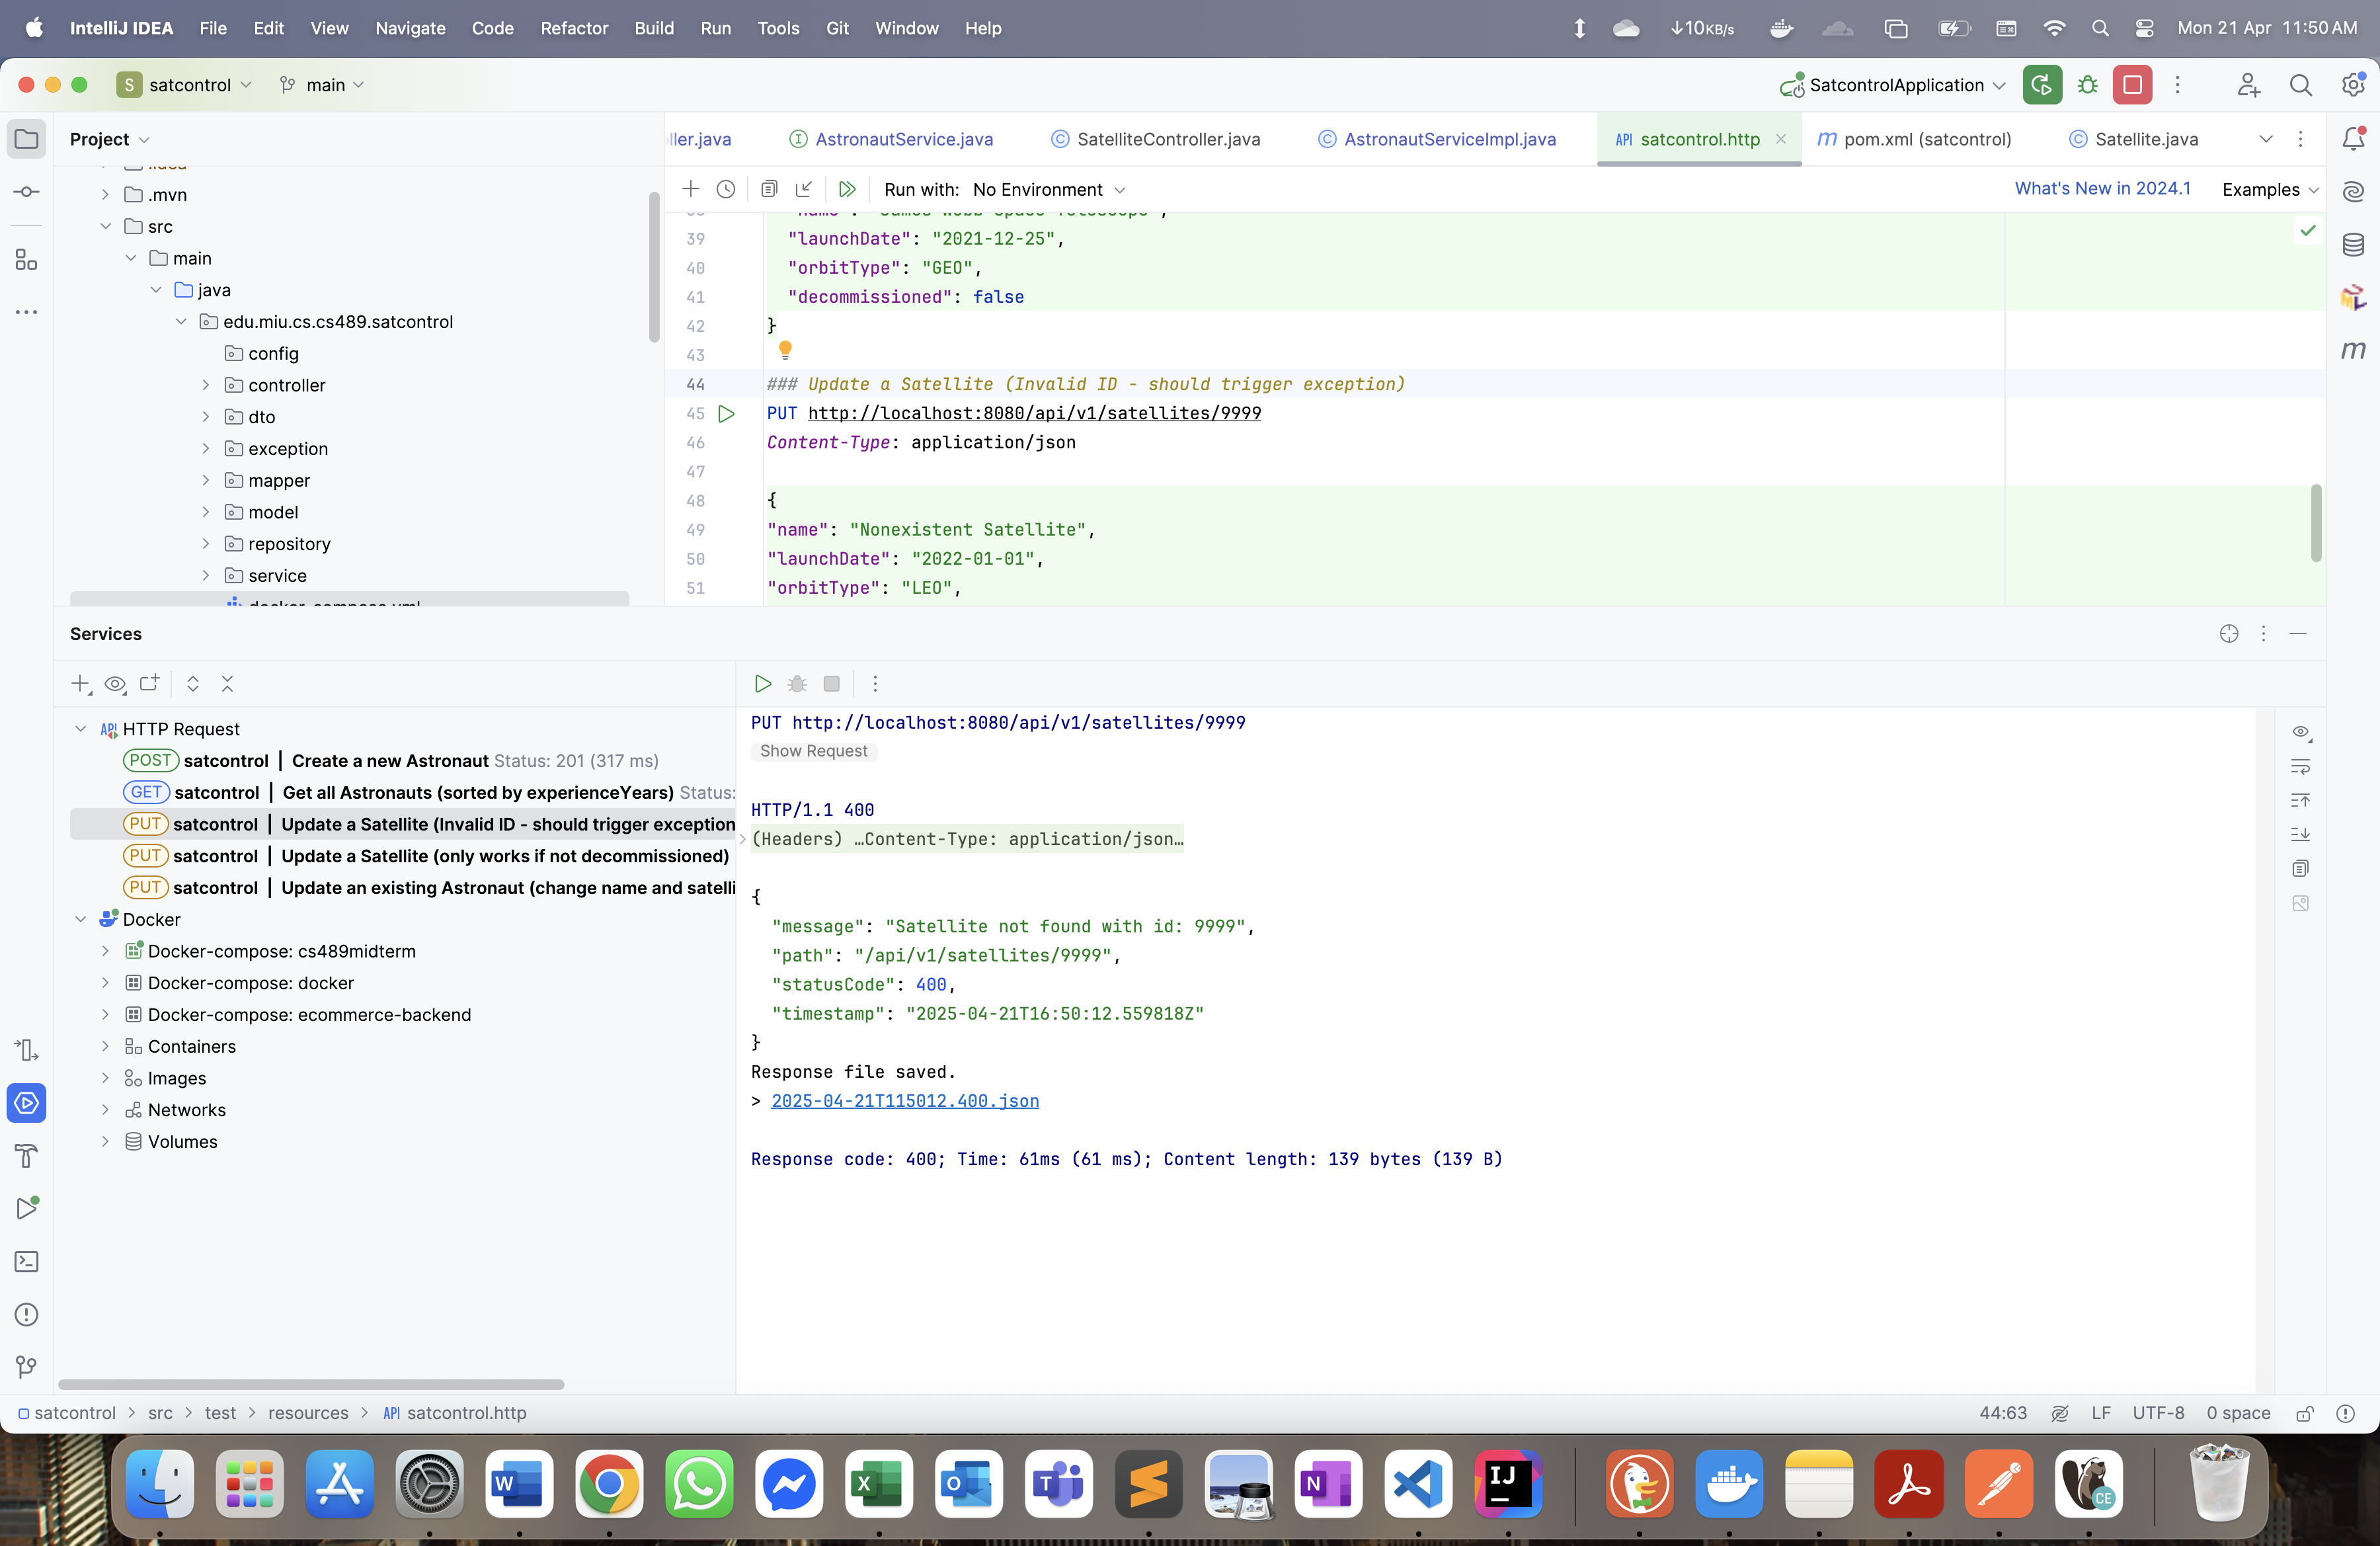 IntelliJ IDEA File Edit View Navigate Code Refactor Build Run Tools Git Window Help ↓10KB/s Mon 21 Apr 11:50 AM
S satcontrol main SatcontrolApplication
Project
ller.java AstronautService.java SatelliteController.java AstronautServiceImpl.java API satcontrol.http pom.xml (satcontrol) Satellite.java
Run with: No Environment What's New in 2024.1 Examples
.mvn
src
main
java
edu.miu.cs.cs489.satcontrol
config
controller
dto
exception
mapper
model
repository
service
docker-compose.yml
39 "launchDate": "2021-12-25",
40 "orbitType": "GEO",
41 "decommissioned": false
42 }
43
44 ### Update a Satellite (Invalid ID - should trigger exception)
45 PUT http://localhost:8080/api/v1/satellites/9999
46 Content-Type: application/json
47
48 {
49 "name": "Nonexistent Satellite",
50 "launchDate": "2022-01-01",
51 "orbitType": "LEO",
Services
API HTTP Request
POST satcontrol | Create a new Astronaut Status: 201 (317 ms)
GET satcontrol | Get all Astronauts (sorted by experienceYears) Status:
PUT satcontrol | Update a Satellite (Invalid ID - should trigger exception
PUT satcontrol | Update a Satellite (only works if not decommissioned)
PUT satcontrol | Update an existing Astronaut (change name and satelli
Docker
Docker-compose: cs489midterm
Docker-compose: docker
Docker-compose: ecommerce-backend
Containers
Images
Networks
Volumes
PUT http://localhost:8080/api/v1/satellites/9999
Show Request
HTTP/1.1 400
(Headers) …Content-Type: application/json…
{
"message": "Satellite not found with id: 9999",
"path": "/api/v1/satellites/9999",
"statusCode": 400,
"timestamp": "2025-04-21T16:50:12.559818Z"
}
Response file saved.
> 2025-04-21T115012.400.json
Response code: 400; Time: 61ms (61 ms); Content length: 139 bytes (139 B)
satcontrol > src > test > resources > API satcontrol.http 44:63 LF UTF-8 0 space